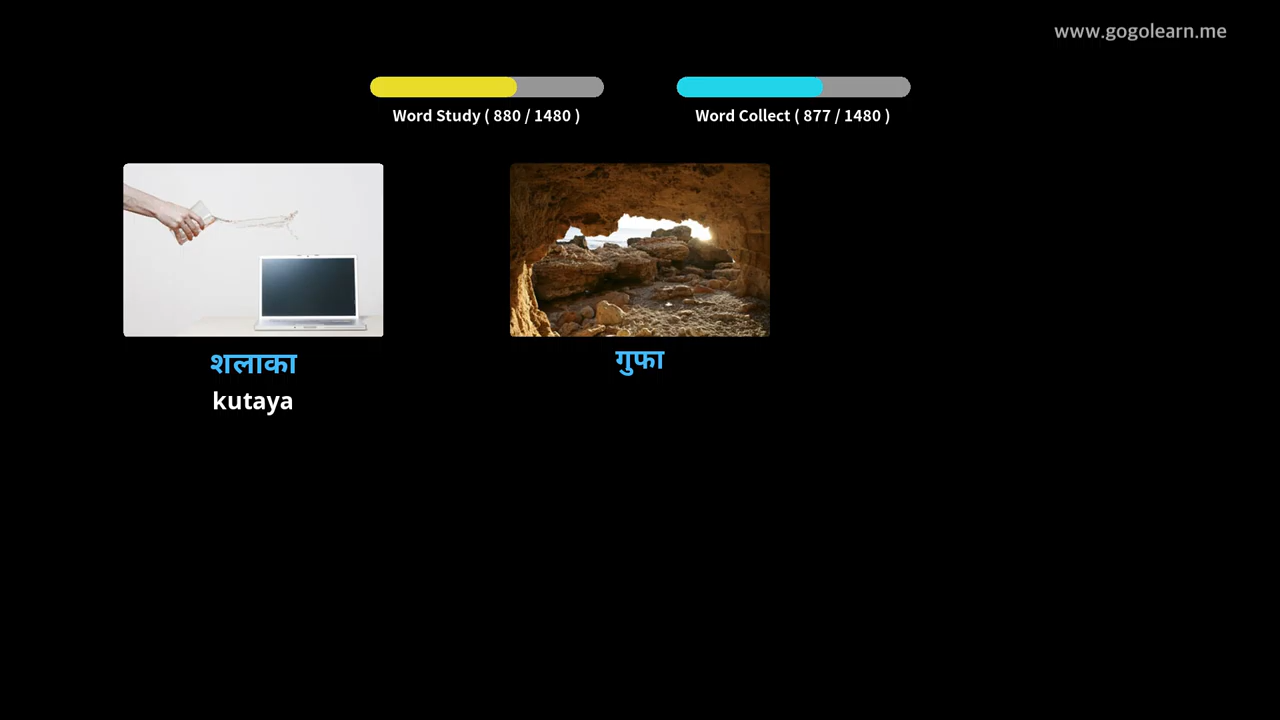 www.gogolearn.me
Word Study ( 880 / 1480 )
Word Collect ( 877 / 1480 )
शलाका
kutaya
गुफा